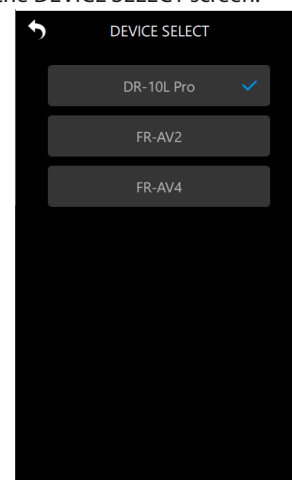 the DEVICE SELECT screen.
DEVICE SELECT
DR-10L Pro
FR-AV2
FR-AV4